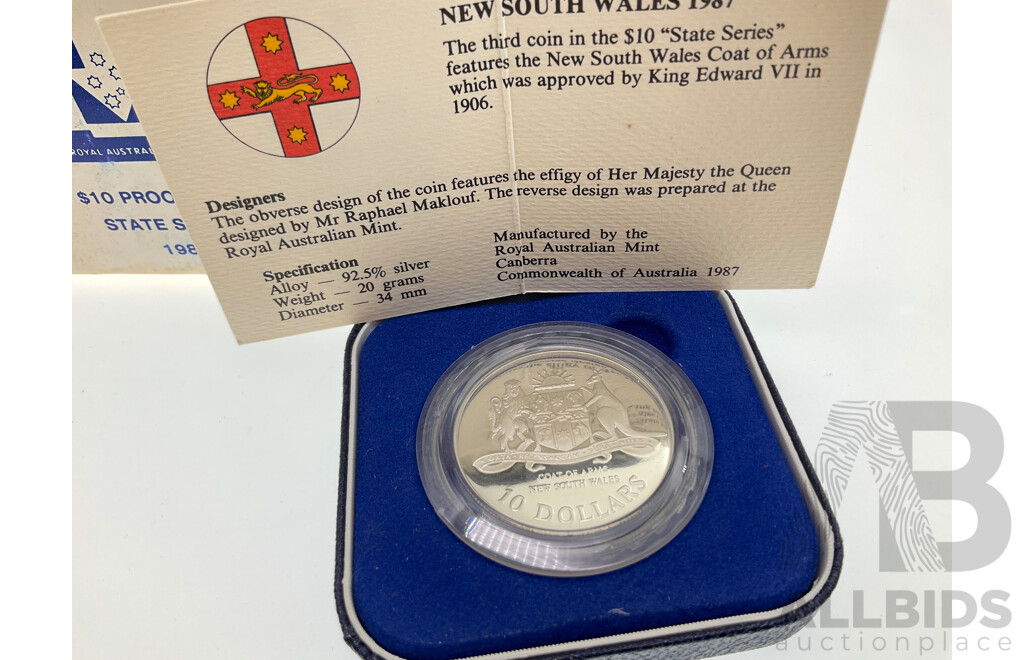 NEW SOUTH WALES 1987
The third coin in the $10 “State Series”
features the New South Wales Coat of Arms
which was approved by King Edward VII in
1906.
Designers
The obverse design of the coin features the effigy of Her Majesty the Queen
designed by Mr Raphael Maklouf. The reverse design was prepared at the
Royal Australian Mint.
Specification
Alloy — 92.5% silver
Weight — 20 grams
Diameter — 34 mm
Manufactured by the
Royal Australian Mint
Canberra
Commonwealth of Australia 1987
ROYAL
$10
STATE
COAT OF ARMS
NEW SOUTH WALES
10 DOLLARS
AB
ALLBIDS
auctionplace